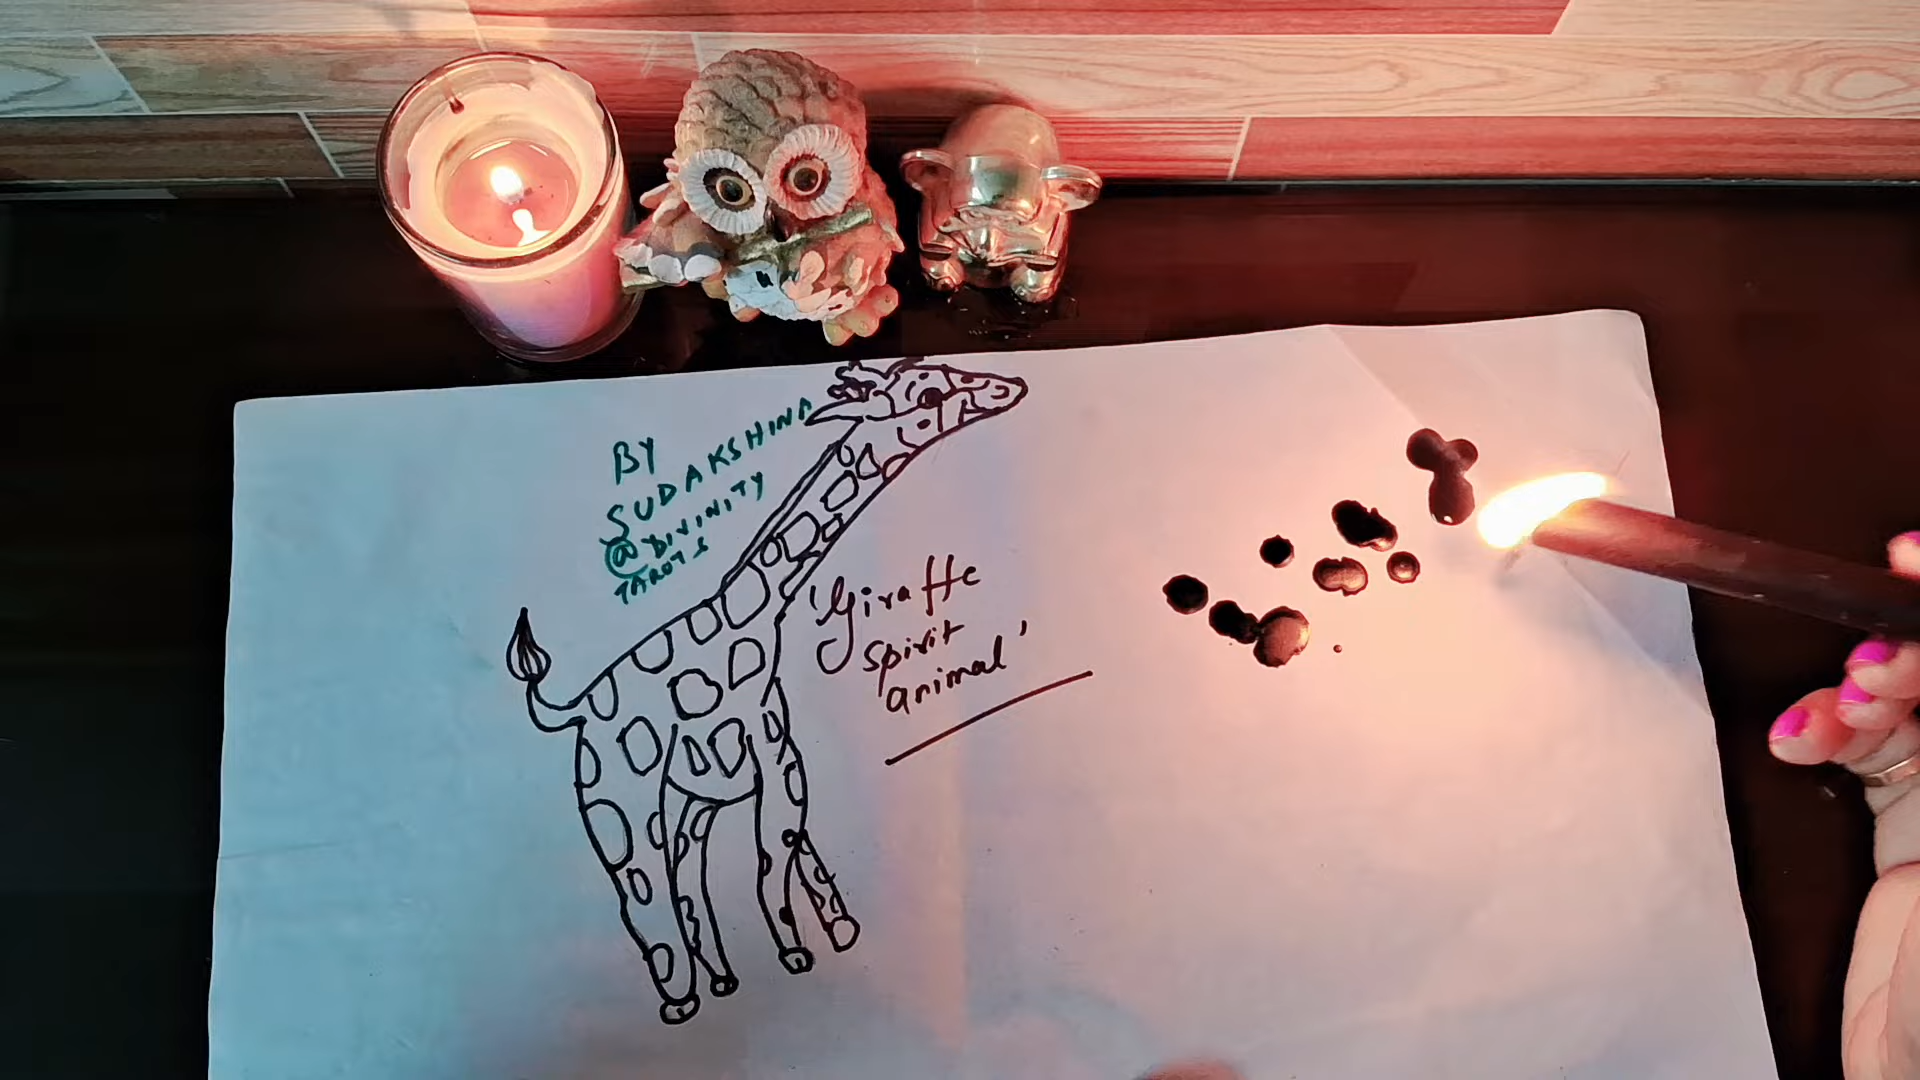 BY
SUDAKSHINA
@DIVINITY
TAROTS
'Giraffe
spirit
animal'